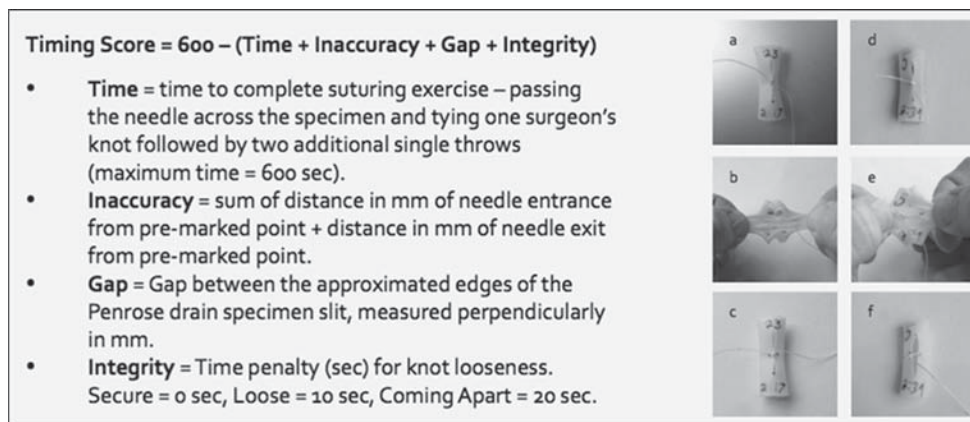 Timing Score = 600 – (Time + Inaccuracy + Gap + Integrity)
• Time = time to complete suturing exercise – passing
the needle across the specimen and tying one surgeon’s
knot followed by two additional single throws
(maximum time = 600 sec).
• Inaccuracy = sum of distance in mm of needle entrance
from pre-marked point + distance in mm of needle exit
from pre-marked point.
• Gap = Gap between the approximated edges of the
Penrose drain specimen slit, measured perpendicularly
in mm.
• Integrity = Time penalty (sec) for knot looseness.
Secure = 0 sec, Loose = 10 sec, Coming Apart = 20 sec.
a
23
d
b
e
c
23
f